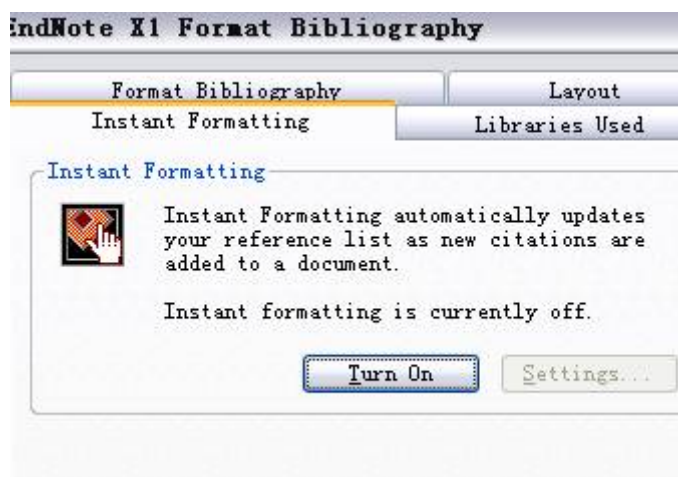 EndNote X1 Format Bibliography
Format Bibliography
Layout
Instant Formatting
Libraries Used
Instant Formatting
Instant Formatting automatically updates
your reference list as new citations are
added to a document.
Instant formatting is currently off.
Turn On
Settings...